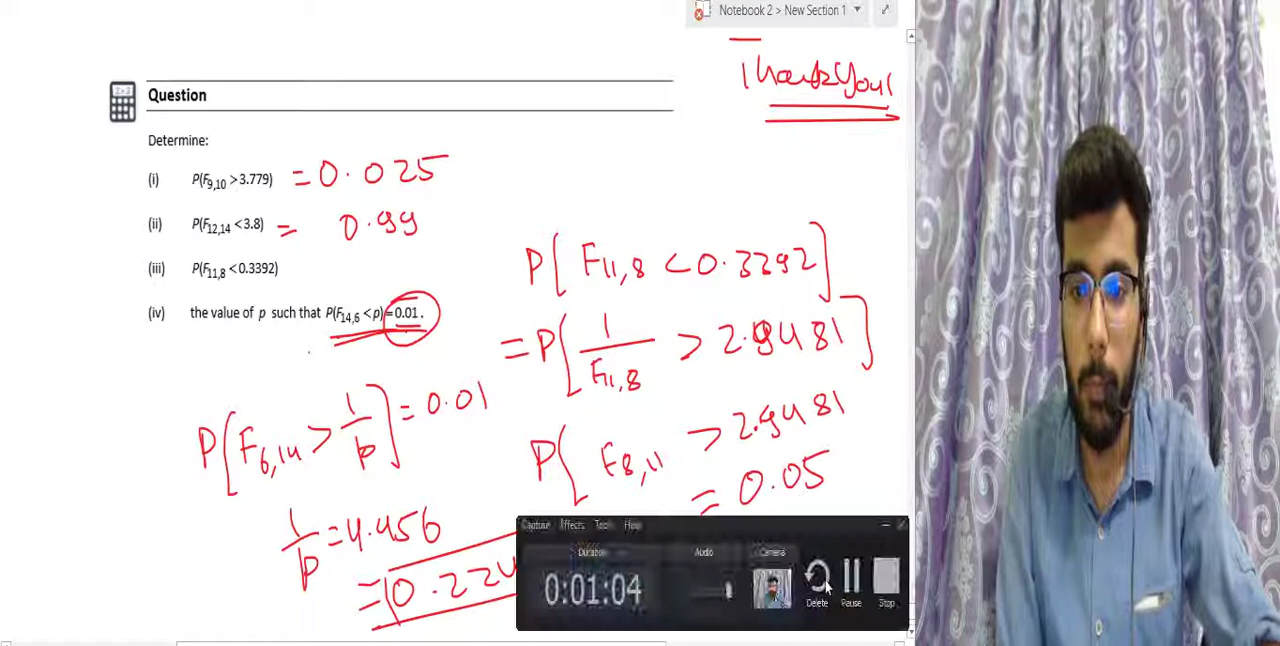 Notebook 2 > New Section 1
Thank You!
Question
Determine:
(i) P(F9,10 >3.779) = 0.025
(ii) P(F12,14 <3.8) = 0.99
(iii) P(F11,8 <0.3392)
(iv) the value of p such that P(F14,6 <p)=0.01.
P[F11,8 <0.3392]
=P[1/F11,8 > 2.9481]
P[F8,11 > 2.9481
= 0.05
P[F6,14 > 1/p] = 0.01
1/p = 4.456
= 0.224
Capture Effects Tools Help
Duration Audio Camera
0:01:04
Delete Pause Stop